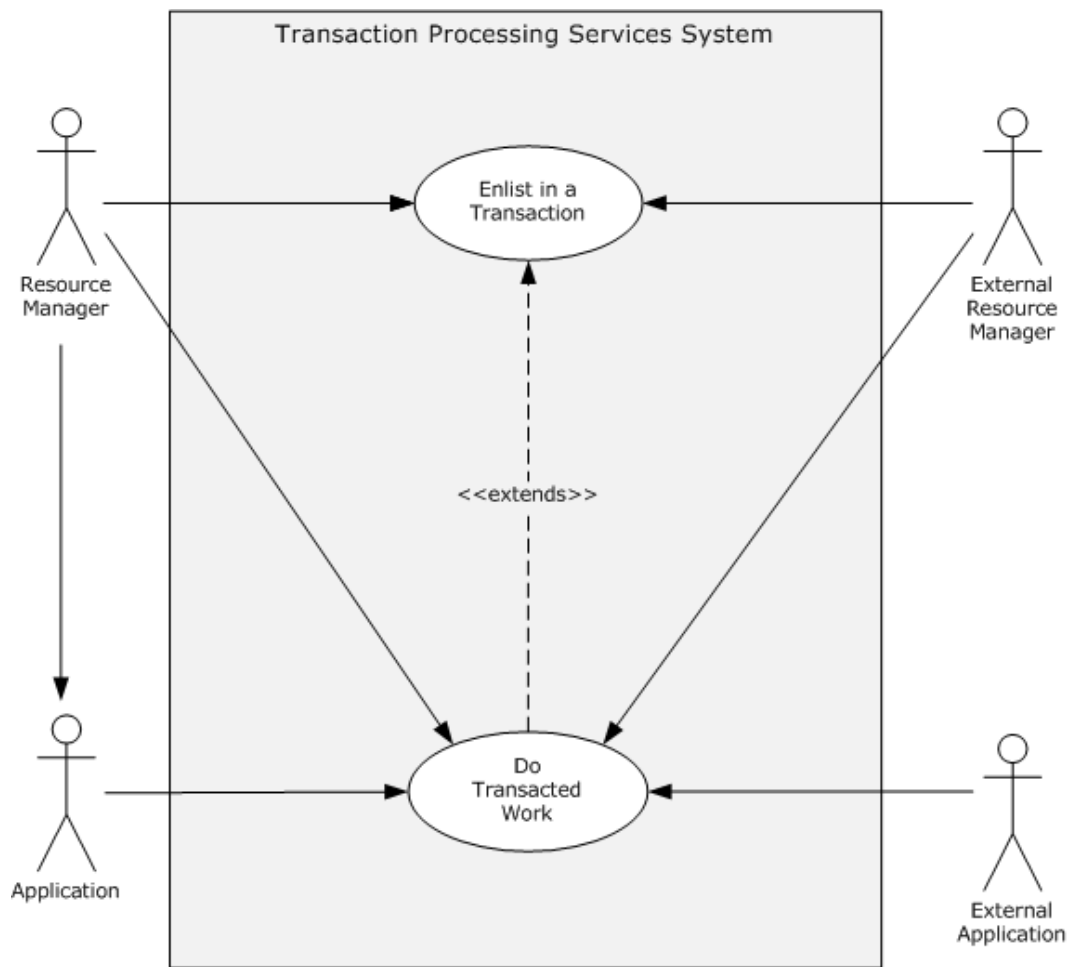 Transaction Processing Services System
Enlist in a
Transaction
Resource
Manager
External
Resource
Manager
<<extends>>
Do
Transacted
Work
Application
External
Application